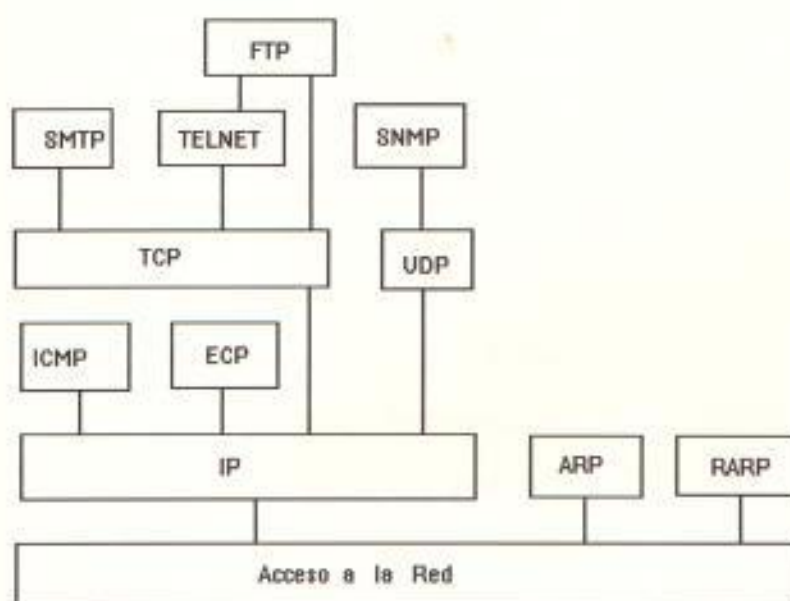 FTP
SMTP
TELNET
SNMP
TCP
UDP
ICMP
ECP
IP
ARP
RARP
Acceso a la Red